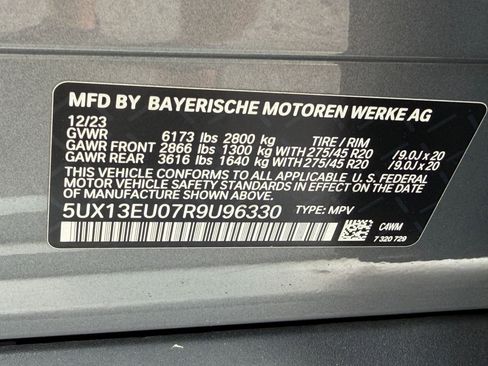 MFD BY BAYERISCHE MOTOREN WERKE AG
12/23
GVWR 6173 lbs 2800 kg TIRE / RIM
GAWR FRONT 2866 lbs 1300 kg WITH 275/45 R20 / 9.0J x 20
GAWR REAR 3616 lbs 1640 kg WITH 275/45 R20 / 9.0J x 20
THIS VEHICLE CONFORMS TO ALL APPLICABLE U. S. FEDERAL
MOTOR VEHICLE SAFETY STANDARDS IN EFFECT ON THE
DATE OF MANUFACTURE SHOWN ABOVE.
5UX13EU07R9U96330 TYPE: MPV
C4WM
7 320 729